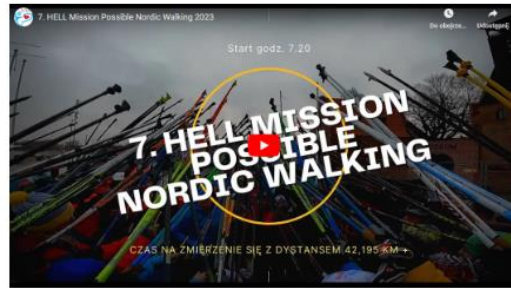 7. HELL Mission Possible Nordic Walking 2023
Do obejrze...
Udostępnij
Start godz. 7.20
7. HELL MISSION
POSSIBLE
NORDIC WALKING
CZAS NA ZMIERZENIE SIĘ Z DYSTANSEM 42,195 KM +